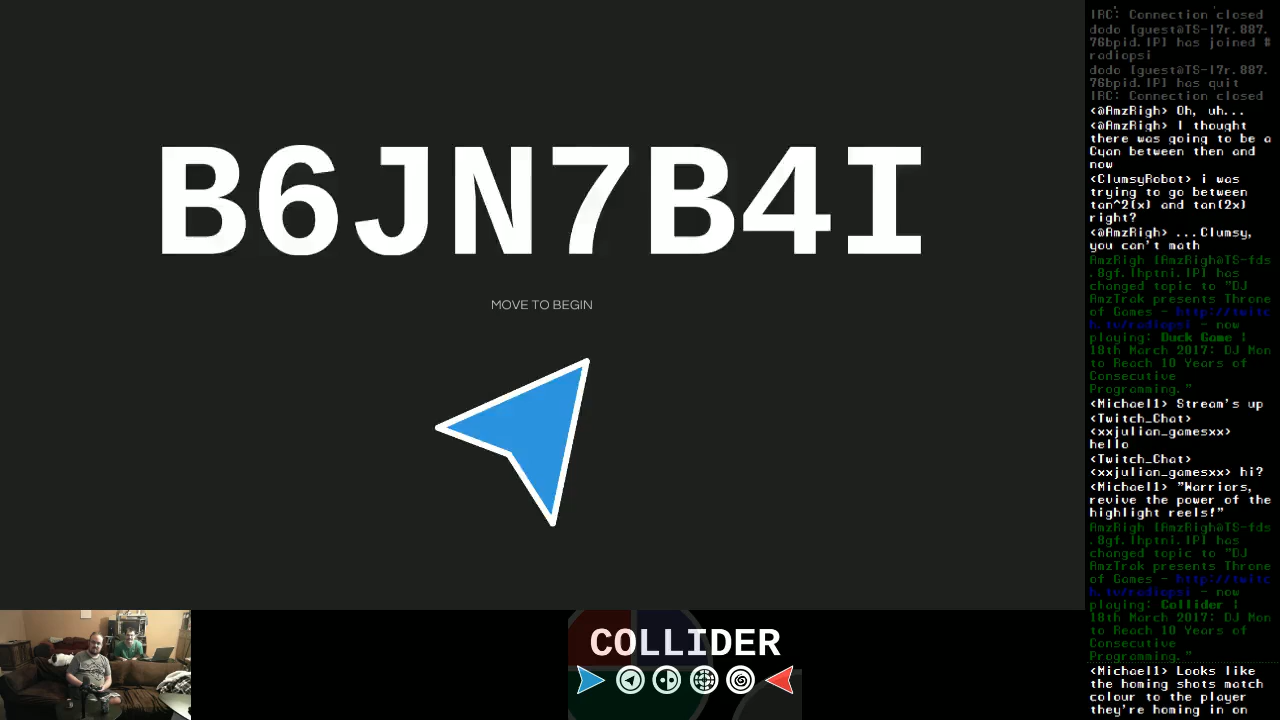 B6JN7B4I
MOVE TO BEGIN
COLLIDER
IRC: Connection closed
dodo [guest@TS-17r.887.
76bpid.IP] has joined #
radiopsi
dodo [guest@TS-17r.887.
76bpid.IP] has quit
IRC: Connection closed
<@AmzRigh> Oh, uh...
<@AmzRigh> I thought
there was going to be a
Cyan between then and
now
<ClumsyRobot> i was
trying to go between
tan^2(x) and tan(2x)
right?
<@AmzRigh> ...Clumsy,
you can't math
AmzRigh [AmzRigh@TS-fds
.8gf.lhptni.IP] has
changed topic to "DJ
AmzTrak presents Throne
of Games - http://twitc
h.tv/radiopsi - now
playing: Duck Game |
18th March 2017: DJ Mon
to Reach 10 Years of
Consecutive
Programming."
<Michael1> Stream's up
<Twitch_Chat>
<xxjulian_gamesxx>
hello
<Twitch_Chat>
<xxjulian_gamesxx> hi?
<Michael1> "Warriors,
revive the power of the
highlight reels!"
AmzRigh [AmzRigh@TS-fds
.8gf.lhptni.IP] has
changed topic to "DJ
AmzTrak presents Throne
of Games - http://twitc
h.tv/radiopsi - now
playing: Collider |
18th March 2017: DJ Mon
to Reach 10 Years of
Consecutive
Programming."
<Michael1> Looks like
the homing shots match
colour to the player
they're homing in on